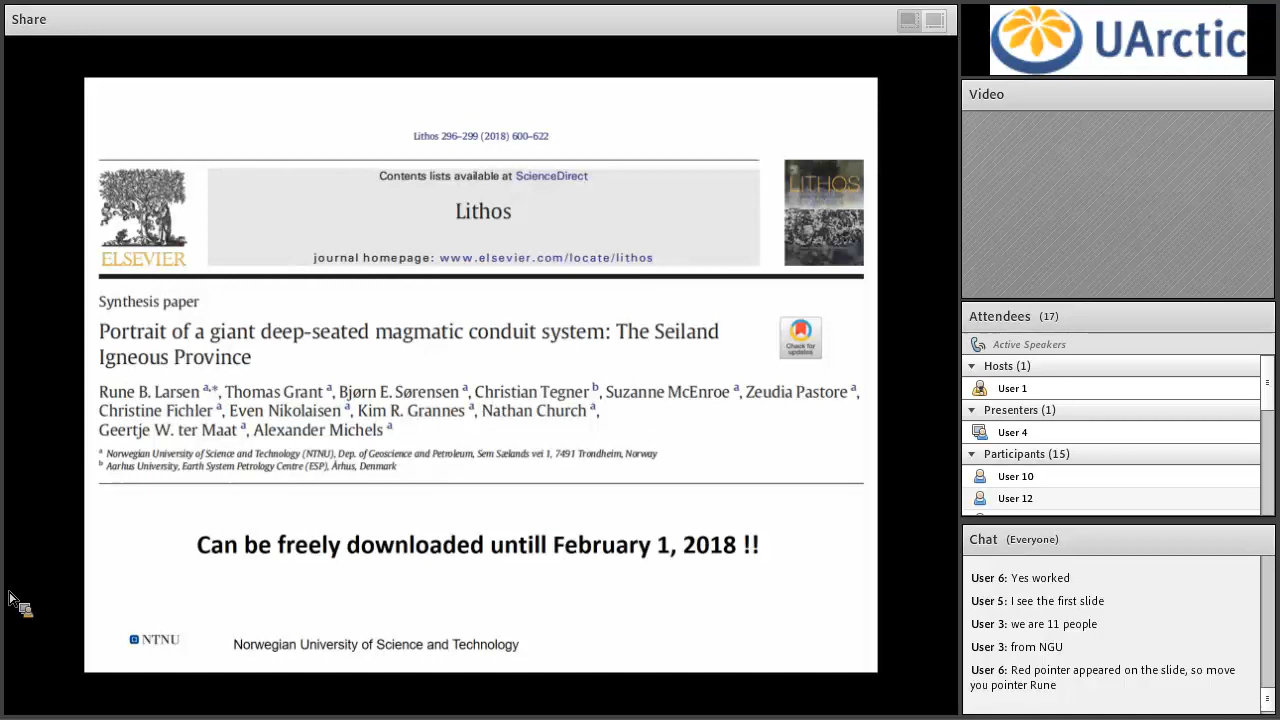 Share
UArctic
Lithos 296–299 (2018) 600–622
Contents lists available at ScienceDirect
Lithos
journal homepage: www.elsevier.com/locate/lithos
ELSEVIER
LITHOS
Synthesis paper
Portrait of a giant deep-seated magmatic conduit system: The Seiland
Igneous Province
Check for
updates
Rune B. Larsen a,*, Thomas Grant a, Bjørn E. Sørensen a, Christian Tegner b, Suzanne McEnroe a, Zeudia Pastore a,
Christine Fichler a, Even Nikolaisen a, Kim R. Grannes a, Nathan Church a,
Geertje W. ter Maat a, Alexander Michels a
a Norwegian University of Science and Technology (NTNU), Dep. of Geoscience and Petroleum, Sem Sælands vei 1, 7491 Trondheim, Norway
b Aarhus University, Earth System Petrology Centre (ESP), Århus, Denmark
Can be freely downloaded untill February 1, 2018 !!
NTNU
Norwegian University of Science and Technology
Video
Attendees (17)
Active Speakers
Hosts (1)
User 1
Presenters (1)
User 4
Participants (15)
User 10
User 12
Chat (Everyone)
User 6: Yes worked
User 5: I see the first slide
User 3: we are 11 people
User 3: from NGU
User 6: Red pointer appeared on the slide, so move
you pointer Rune